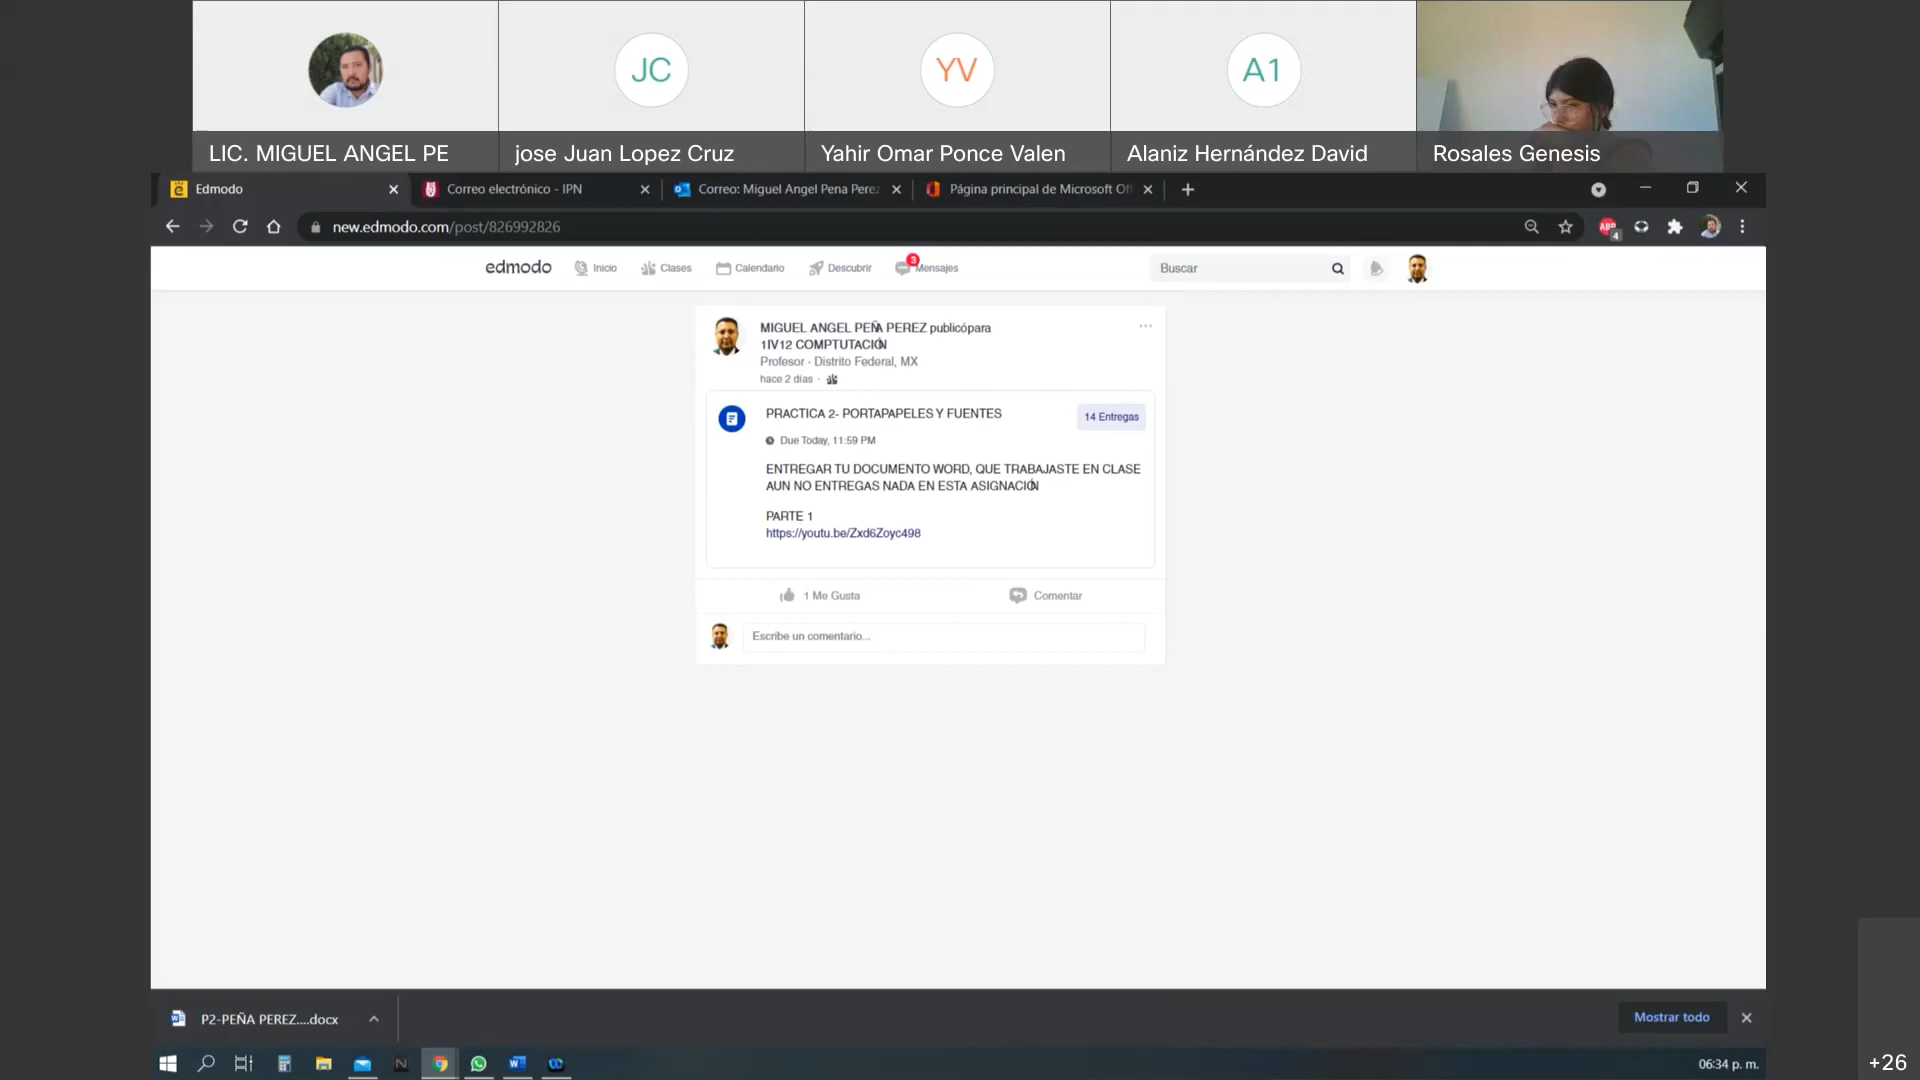 JC
YV
A1
LIC. MIGUEL ANGEL PE
jose Juan Lopez Cruz
Yahir Omar Ponce Valen
Alaniz Hernández David
Rosales Genesis
Edmodo
Correo electrónico - IPN
Correo: Miguel Angel Pena Perez
Página principal de Microsoft Of
new.edmodo.com/post/826992826
ABP
4
edmodo
Inicio
Clases
Calendario
Descubrir
3
Mensajes
Buscar
MIGUEL ANGEL PEÑA PEREZ publicópara
1IV12 COMPTUTACIÓN
Profesor · Distrito Federal, MX
hace 2 días ·
PRACTICA 2- PORTAPAPELES Y FUENTES
14 Entregas
Due Today, 11:59 PM
ENTREGAR TU DOCUMENTO WORD, QUE TRABAJASTE EN CLASE
AUN NO ENTREGAS NADA EN ESTA ASIGNACIÓN
PARTE 1
https://youtu.be/Zxd6Zoyc498
1 Me Gusta
Comentar
Escribe un comentario...
P2-PEÑA PEREZ....docx
Mostrar todo
06:34 p. m.
+26